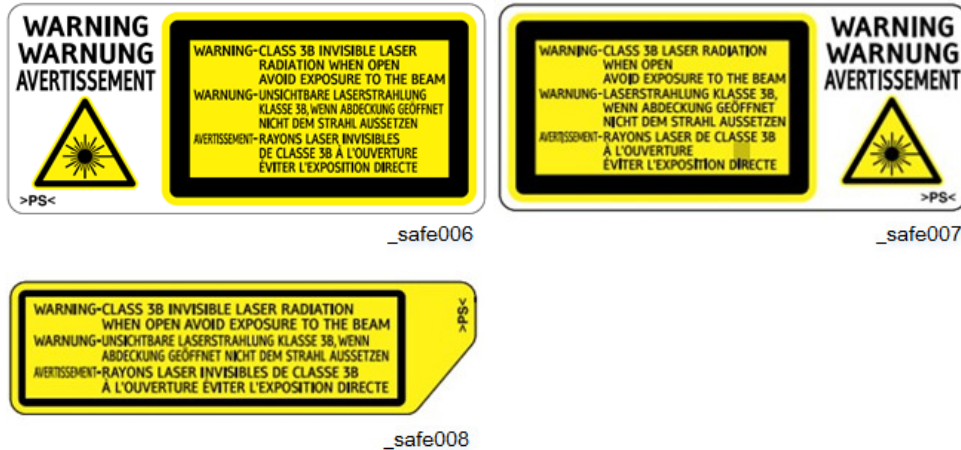 WARNING
WARNUNG
AVERTISSEMENT
>PS<
WARNING-CLASS 3B INVISIBLE LASER
RADIATION WHEN OPEN
AVOID EXPOSURE TO THE BEAM
WARNUNG-UNSICHTBARE LASERSTRAHLUNG
KLASSE 3B, WENN ABDECKUNG GEÖFFNET
NICHT DEM STRAHL AUSSETZEN
AVERTISSEMENT-RAYONS LASER INVISIBLES
DE CLASSE 3B À L'OUVERTURE
ÉVITER L'EXPOSITION DIRECTE
_safe006
WARNING-CLASS 3B LASER RADIATION
WHEN OPEN
AVOID EXPOSURE TO THE BEAM
WARNUNG-LASERSTRAHLUNG KLASSE 3B,
WENN ABDECKUNG GEÖFFNET
NICHT DEM STRAHL AUSSETZEN
AVERTISSEMENT-RAYONS LASER DE CLASSE 3B
À L'OUVERTURE
ÉVITER L'EXPOSITION DIRECTE
WARNING
WARNUNG
AVERTISSEMENT
>PS<
_safe007
WARNING-CLASS 3B INVISIBLE LASER RADIATION
WHEN OPEN AVOID EXPOSURE TO THE BEAM
WARNUNG-UNSICHTBARE LASERSTRAHLUNG KLASSE 3B, WENN
ABDECKUNG GEÖFFNET NICHT DEM STRAHL AUSSETZEN
AVERTISSEMENT-RAYONS LASER INVISIBLES DE CLASSE 3B
À L'OUVERTURE ÉVITER L'EXPOSITION DIRECTE
>PS<
_safe008